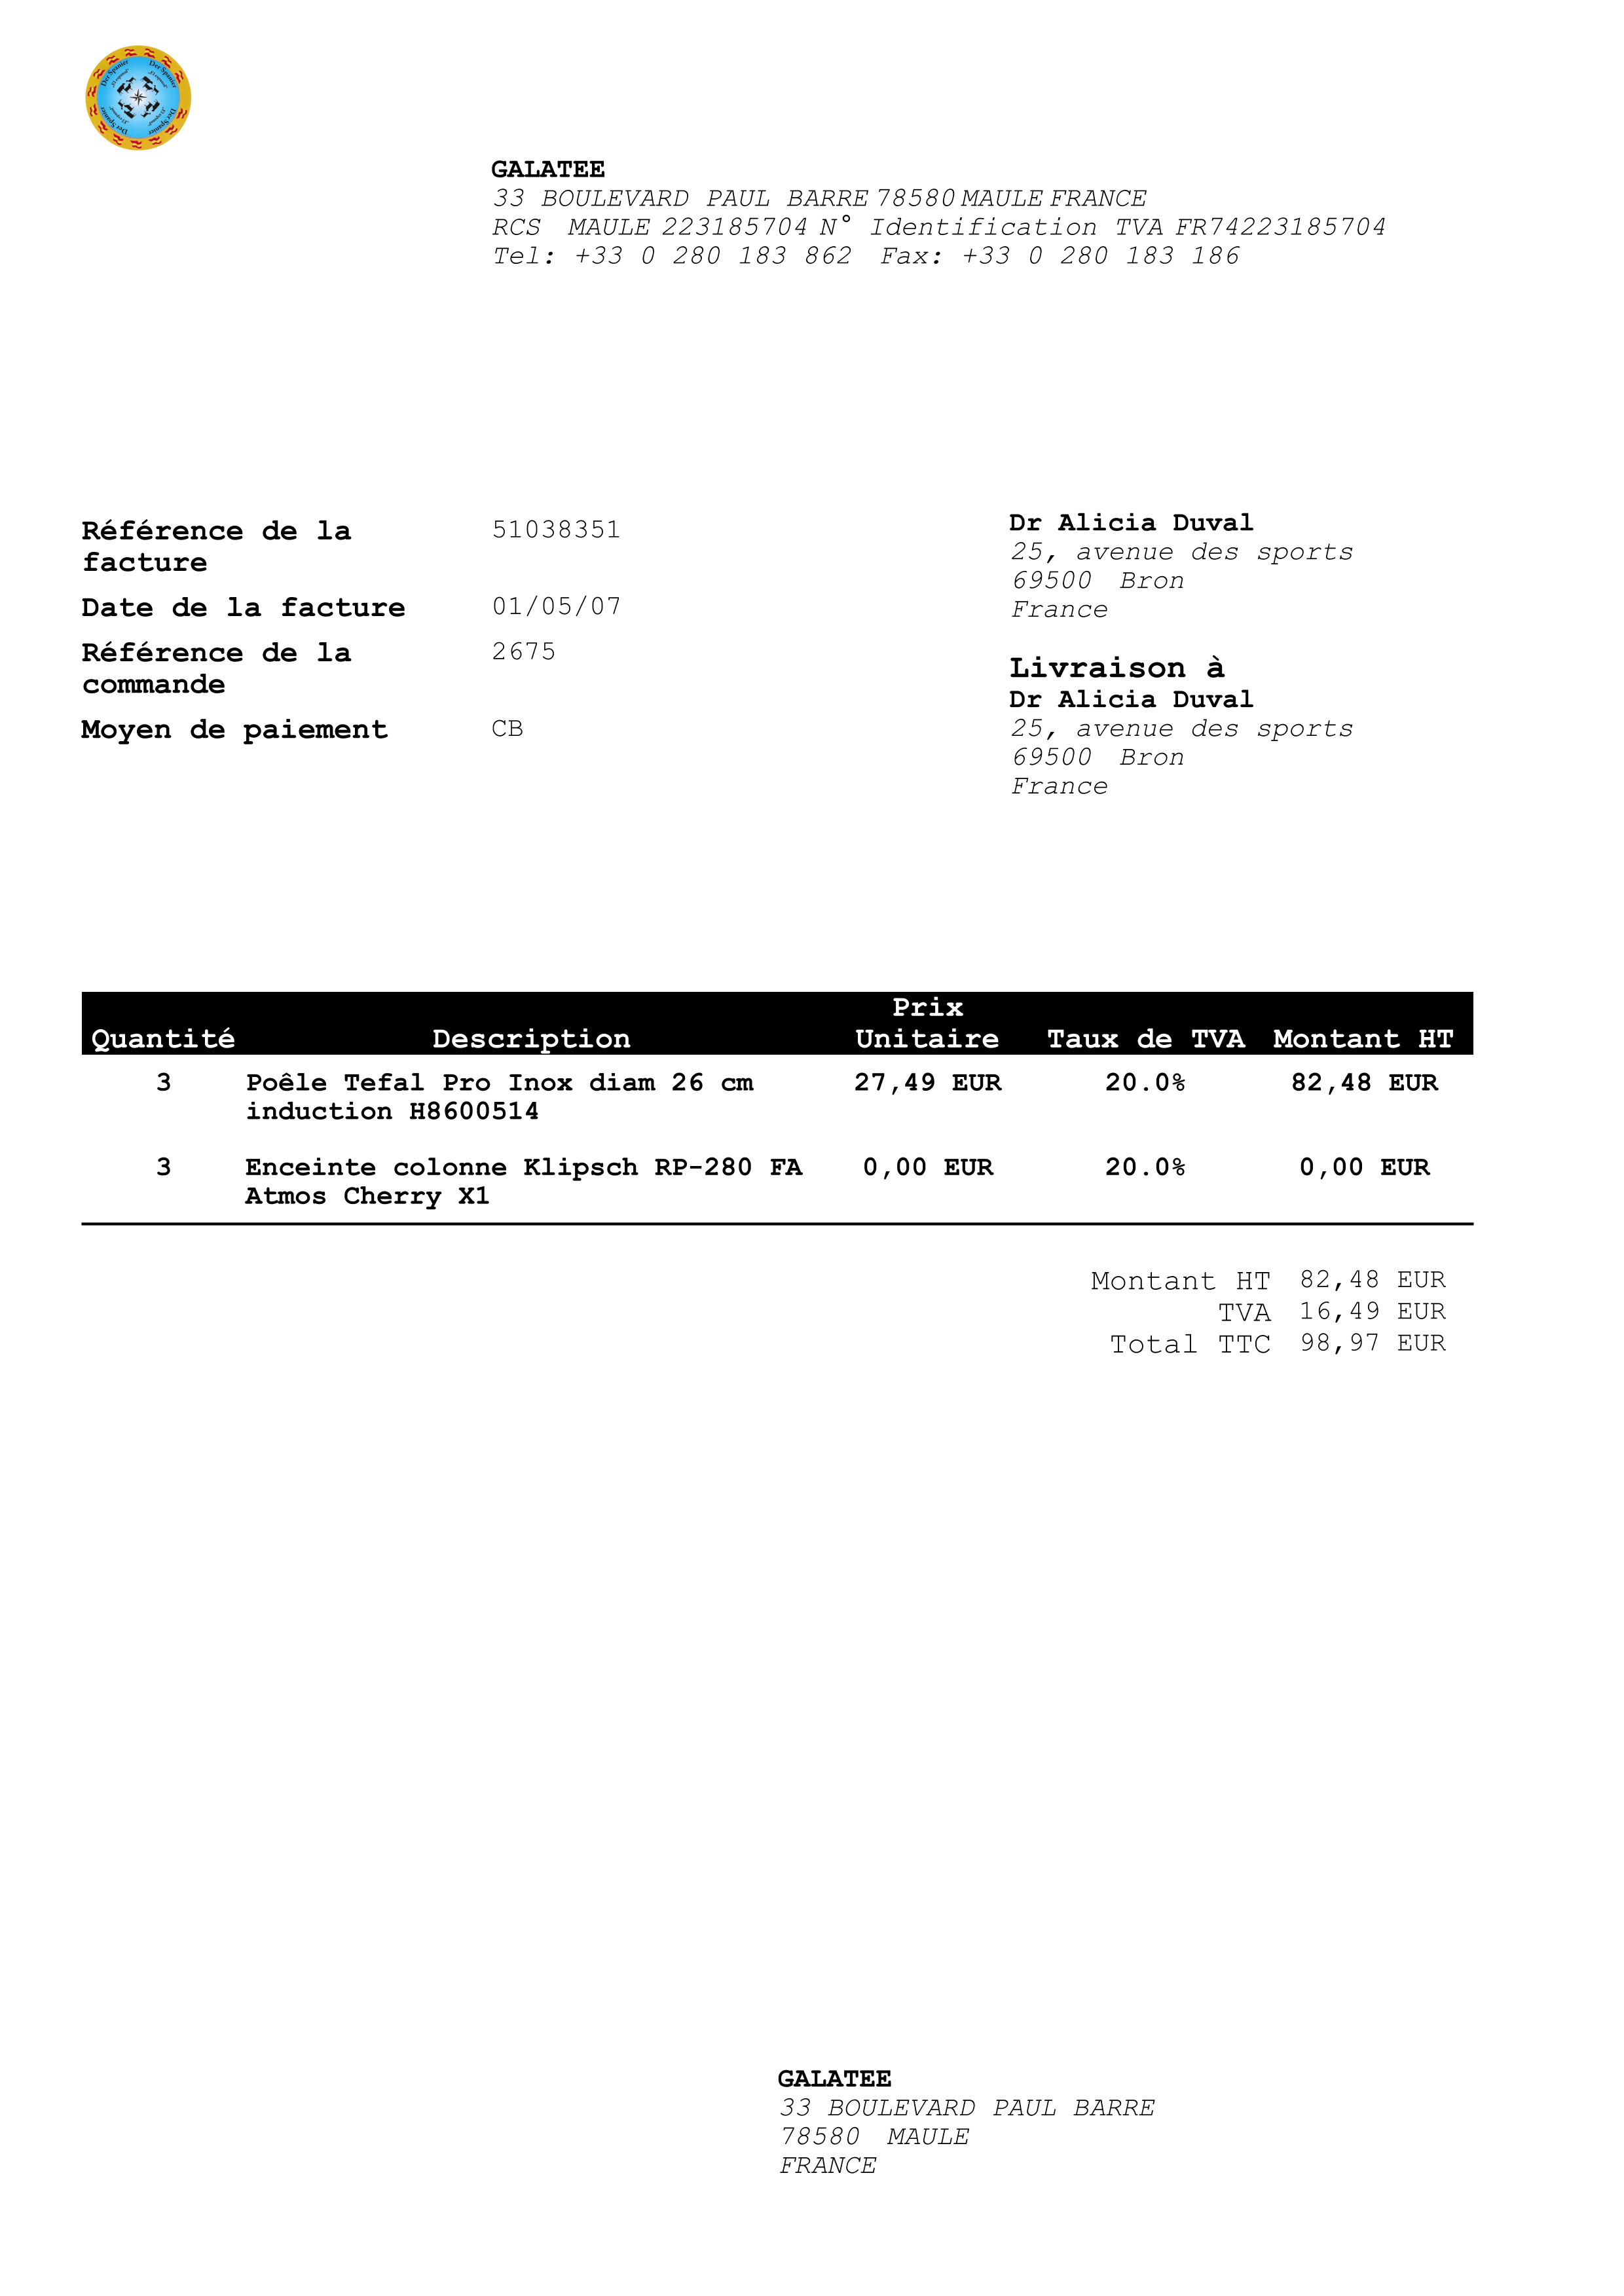 Der Spanier
GALATEE
33 BOULEVARD PAUL BARRE 78580 MAULE FRANCE
RCS MAULE 223185704 N° Identification TVA FR74223185704
Tel: +33 0 280 183 862 Fax: +33 0 280 183 186
Référence de la
facture
51038351
Date de la facture 01/05/07
Référence de la
commande
2675
Moyen de paiement CB
Dr Alicia Duval
25, avenue des sports
69500 Bron
France
Livraison à
Dr Alicia Duval
25, avenue des sports
69500 Bron
France
Quantité Description Prix Unitaire Taux de TVA Montant HT
3 Poêle Tefal Pro Inox diam 26 cm 27,49 EUR 20.0% 82,48 EUR
induction H8600514
3 Enceinte colonne Klipsch RP-280 FA 0,00 EUR 20.0% 0,00 EUR
Atmos Cherry X1
Montant HT 82,48 EUR
TVA 16,49 EUR
Total TTC 98,97 EUR
GALATEE
33 BOULEVARD PAUL BARRE
78580 MAULE
FRANCE